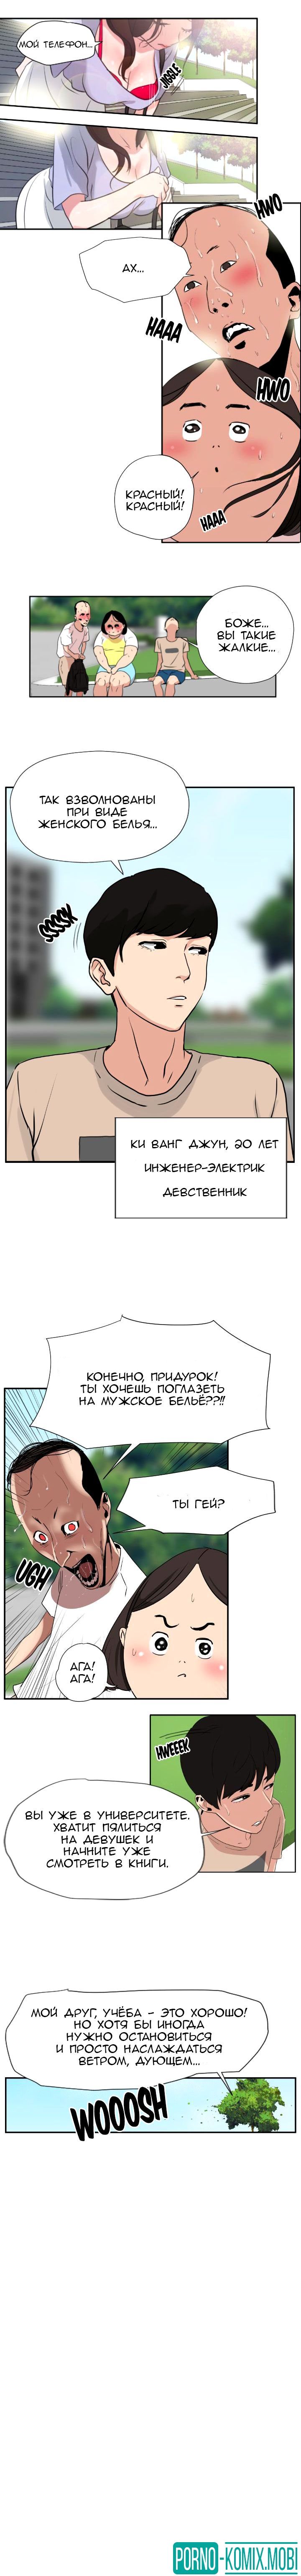 МОЙ ТЕЛЕФОН...
JIGGLE
HWO
АХ...
HAAA
HWO
КРАСНЫЙ!
КРАСНЫЙ!
HAAA
БОЖЕ...
ВЫ ТАКИЕ
ЖАЛКИЕ...
ТАК ВЗВОЛНОВАНЫ
ПРИ ВИДЕ
ЖЕНСКОГО БЕЛЬЯ...
SSSSK
КИ ВАНГ ДЖУН, 20 ЛЕТ
ИНЖЕНЕР-ЭЛЕКТРИК
ДЕВСТВЕННИК
КОНЕЧНО, ПРИДУРОК!
ТЫ ХОЧЕШЬ ПОГЛАЗЕТЬ
НА МУЖСКОЕ БЕЛЬЁ??!!
ТЫ ГЕЙ?
UGH
АГА!
АГА!
HWEEEK
ВЫ УЖЕ В УНИВЕРСИТЕТЕ.
ХВАТИТ ПЯЛИТЬСЯ
НА ДЕВУШЕК И
НАЧНИТЕ УЖЕ
СМОТРЕТЬ В КНИГИ.
МОЙ ДРУГ, УЧЁБА - ЭТО ХОРОШО!
НО ХОТЯ БЫ ИНОГДА
НУЖНО ОСТАНОВИТЬСЯ
И ПРОСТО НАСЛАЖДАТЬСЯ
ВЕТРОМ, ДУЮЩЕМ...
WOOOSH
PORNO-KOMIX.MOBI